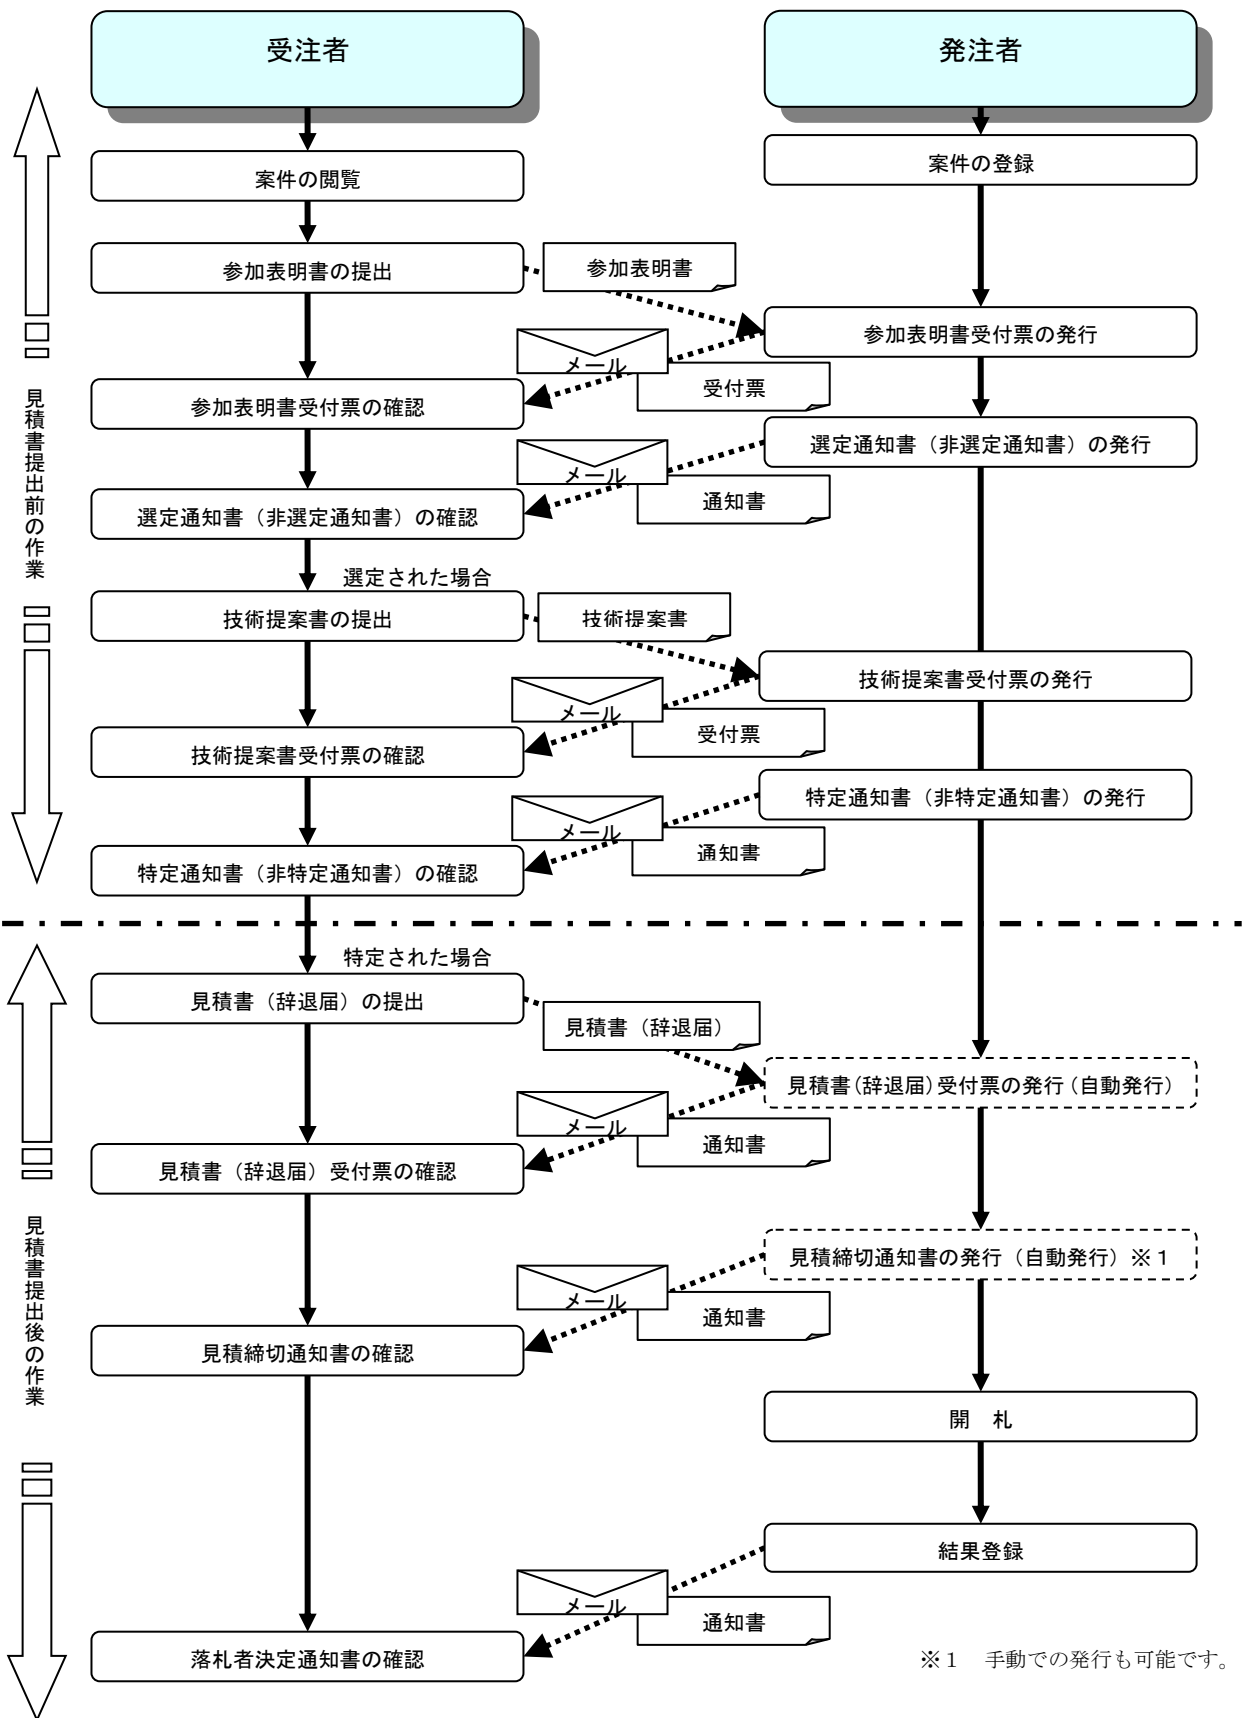 受注者
発注者
案件の閲覧
案件の登録
参加表明書の提出
参加表明書
参加表明書受付票の発行
メール
受付票
参加表明書受付票の確認
選定通知書（非選定通知書）の発行
メール
通知書
選定通知書（非選定通知書）の確認
見積書提出前の作業
選定された場合
技術提案書の提出
技術提案書
技術提案書受付票の発行
メール
受付票
技術提案書受付票の確認
特定通知書（非特定通知書）の発行
メール
通知書
特定通知書（非特定通知書）の確認
特定された場合
見積書（辞退届）の提出
見積書（辞退届）
見積書（辞退届）受付票の発行（自動発行）
メール
通知書
見積書（辞退届）受付票の確認
見積書提出後の作業
見積締切通知書の発行（自動発行）※１
メール
通知書
見積締切通知書の確認
開　札
結果登録
メール
通知書
落札者決定通知書の確認
※１　手動での発行も可能です。